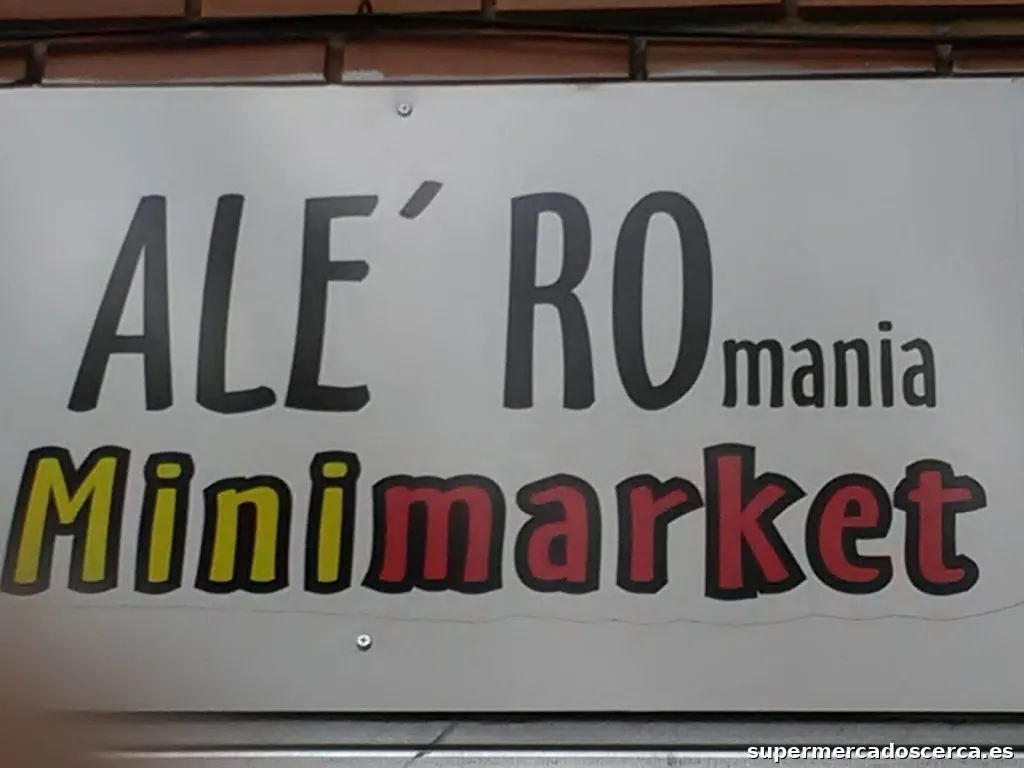 ALE´ ROmania
Minimarket
supermercadoscerca.es